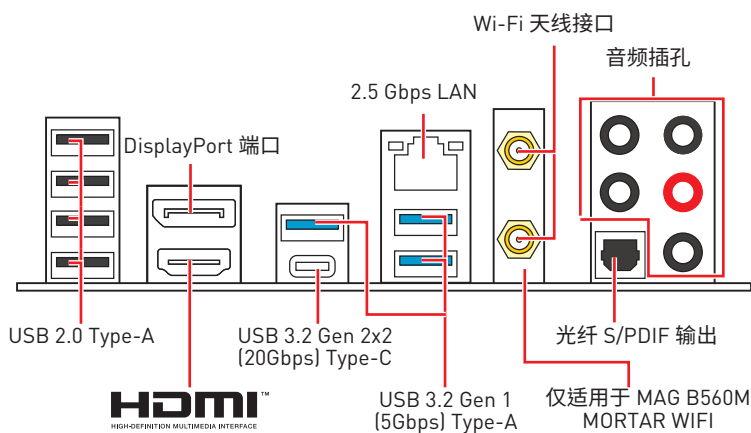 Wi-Fi 天线接口
音频插孔
2.5 Gbps LAN
DisplayPort 端口
USB 2.0 Type-A
USB 3.2 Gen 2x2
(20Gbps) Type-C
光纤 S/PDIF 输出
HDMI™
HIGH-DEFINITION MULTIMEDIA INTERFACE
USB 3.2 Gen 1
(5Gbps) Type-A
仅适用于 MAG B560M
MORTAR WIFI